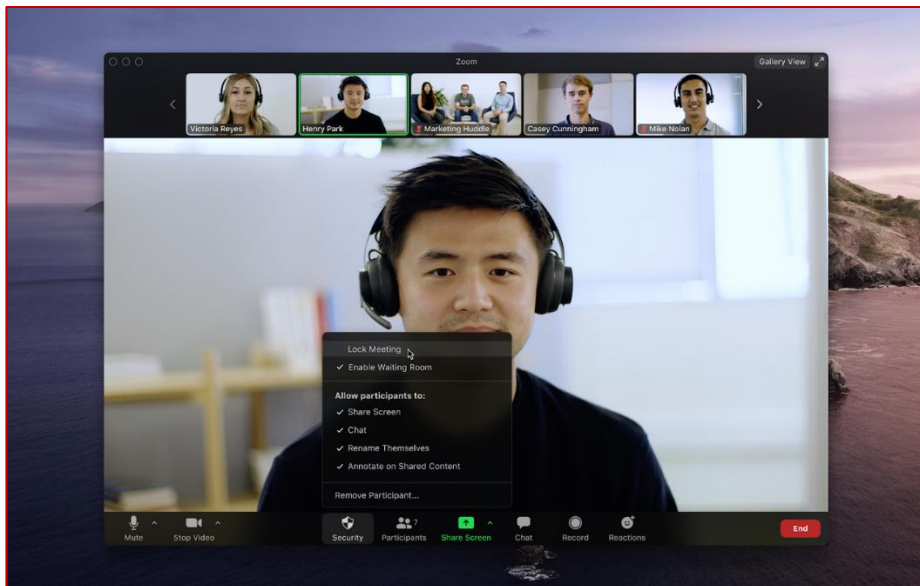 Zoom
Gallery View
Victoria Reyes
Henry Park
Marketing Huddle
Casey Cunningham
Mike Nolan
Lock Meeting
✓ Enable Waiting Room
Allow participants to:
✓ Share Screen
✓ Chat
✓ Rename Themselves
✓ Annotate on Shared Content
Remove Participant...
7
Mute
Stop Video
Security
Participants
Share Screen
Chat
Record
Reactions
End